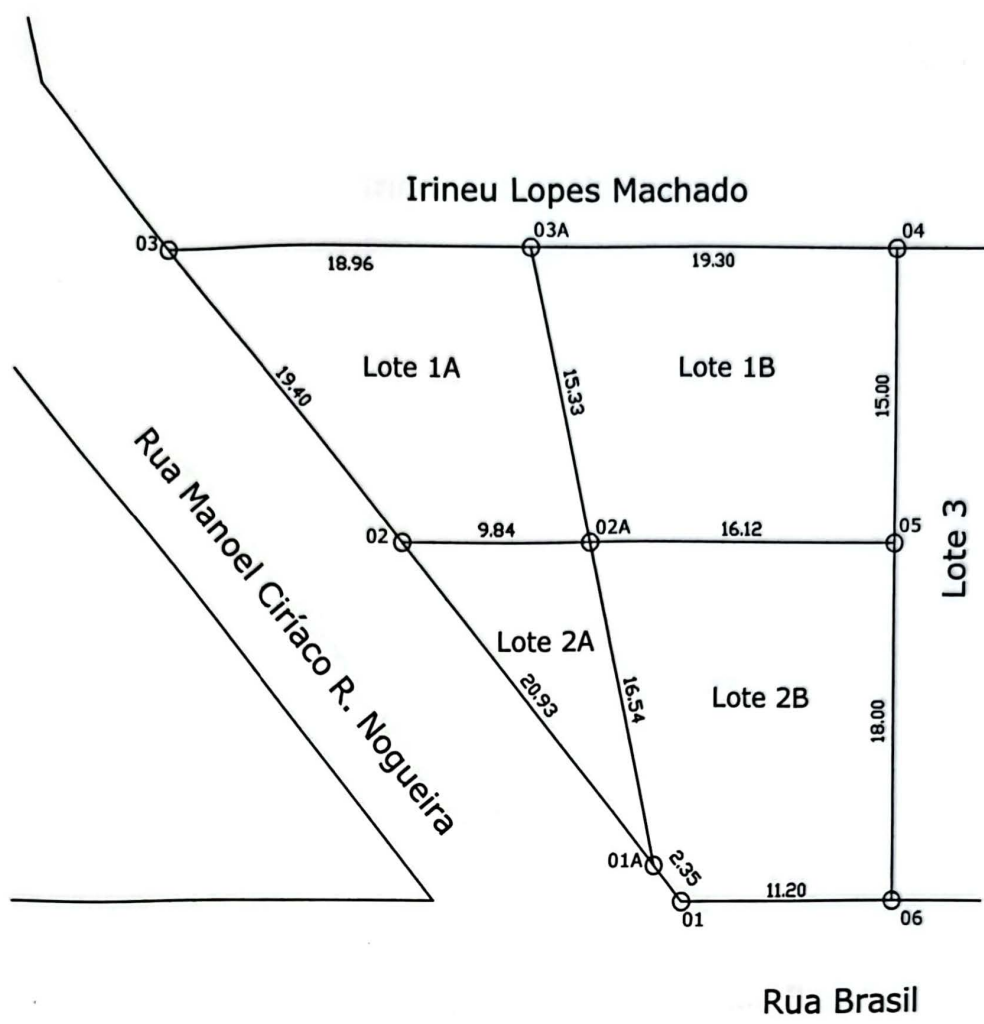 Irineu Lopes Machado
03
03A
04
18.96
19.30
Lote 1A
Lote 1B
19.40
15.33
15.00
Rua Manoel Ciríaco R. Nogueira
02
9.84
02A
16.12
05
Lote 3
Lote 2A
20.93
16.54
Lote 2B
18.00
01A
2.35
11.20
01
06
Rua Brasil